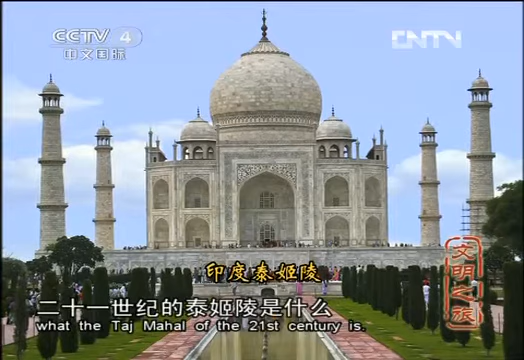 CCTV 4
中文国际
CNTV
印度泰姬陵
文明之旅
二十一世纪的泰姬陵是什么
what the Taj Mahal of the 21st century is.